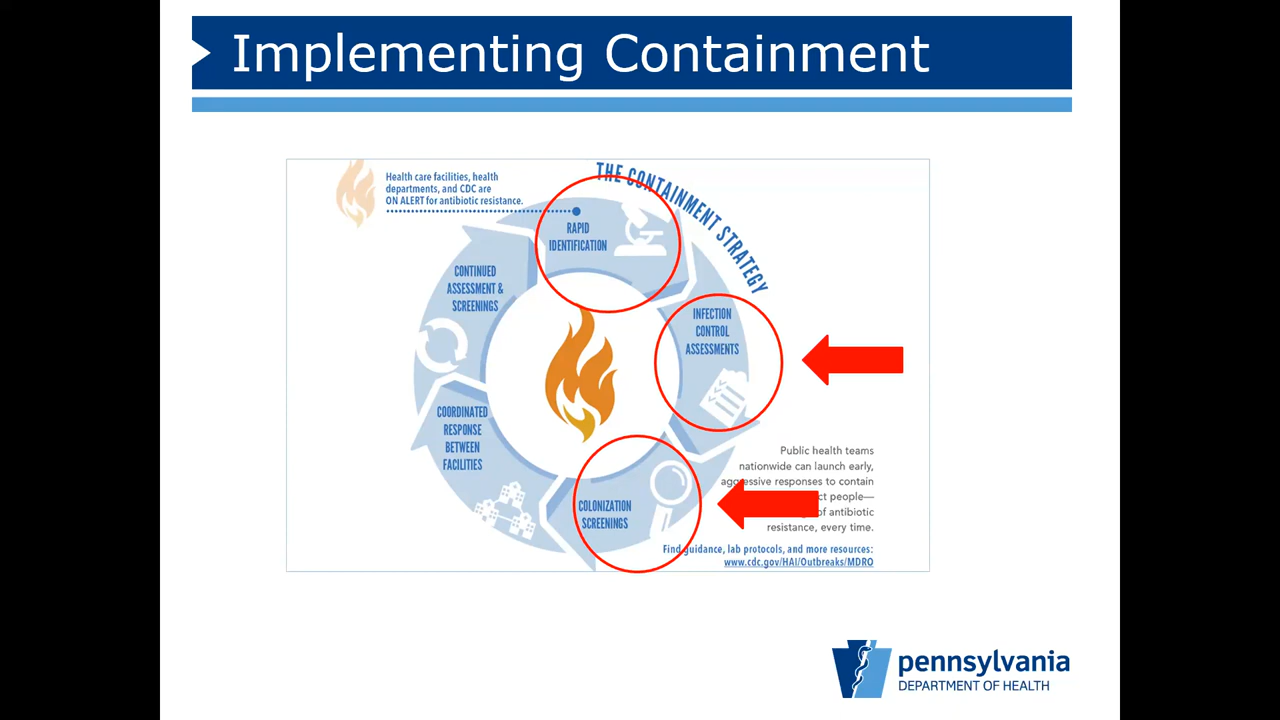 Implementing Containment
Health care facilities, health
departments, and CDC are
ON ALERT for antibiotic resistance.
THE CONTAINMENT STRATEGY
RAPID
IDENTIFICATION
INFECTION
CONTROL
ASSESSMENTS
COLONIZATION
SCREENINGS
COORDINATED
RESPONSE
BETWEEN
FACILITIES
CONTINUED
ASSESSMENT &
SCREENINGS
Public health teams
nationwide can launch early,
aggressive responses to contain
people—
of antibiotic
resistance, every time.
Find guidance, lab protocols, and more resources:
www.cdc.gov/HAI/Outbreaks/MDRO
pennsylvania
DEPARTMENT OF HEALTH